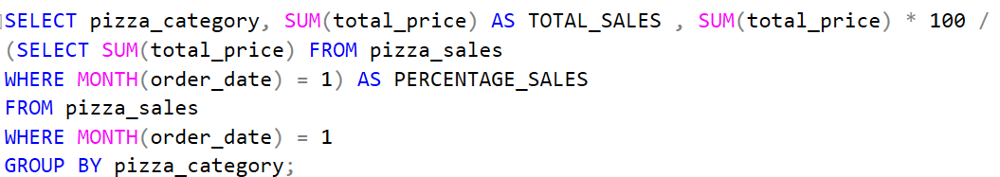 SELECT pizza_category, SUM(total_price) AS TOTAL_SALES , SUM(total_price) * 100 /
(SELECT SUM(total_price) FROM pizza_sales
WHERE MONTH(order_date) = 1) AS PERCENTAGE_SALES
FROM pizza_sales
WHERE MONTH(order_date) = 1
GROUP BY pizza_category;